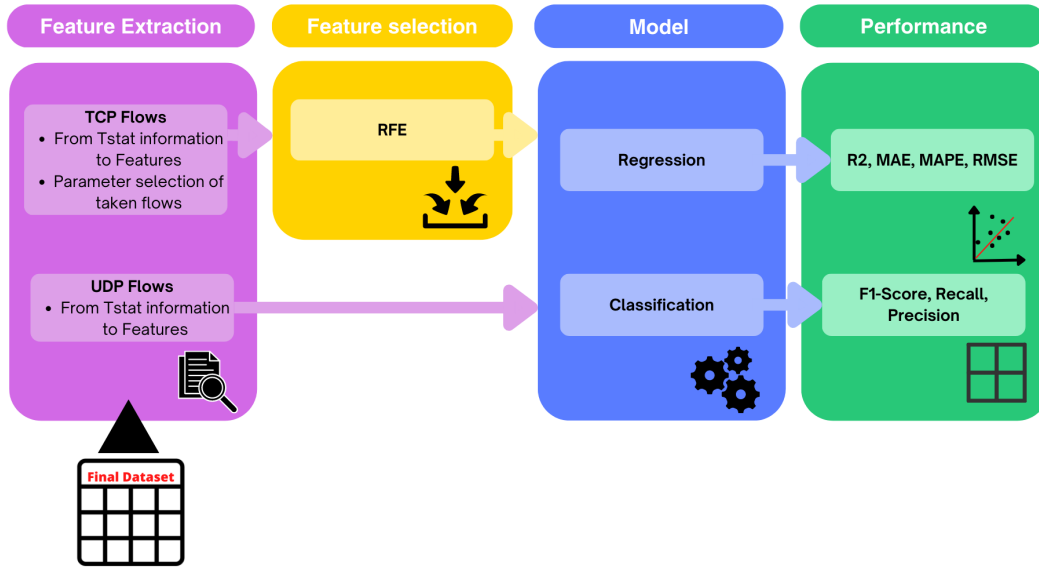 Feature Extraction
Feature selection
Model
Performance
TCP Flows
• From Tstat information
to Features
• Parameter selection of
taken flows
RFE
Regression
R2, MAE, MAPE, RMSE
UDP Flows
• From Tstat information
to Features
Classification
F1-Score, Recall,
Precision
Final Dataset